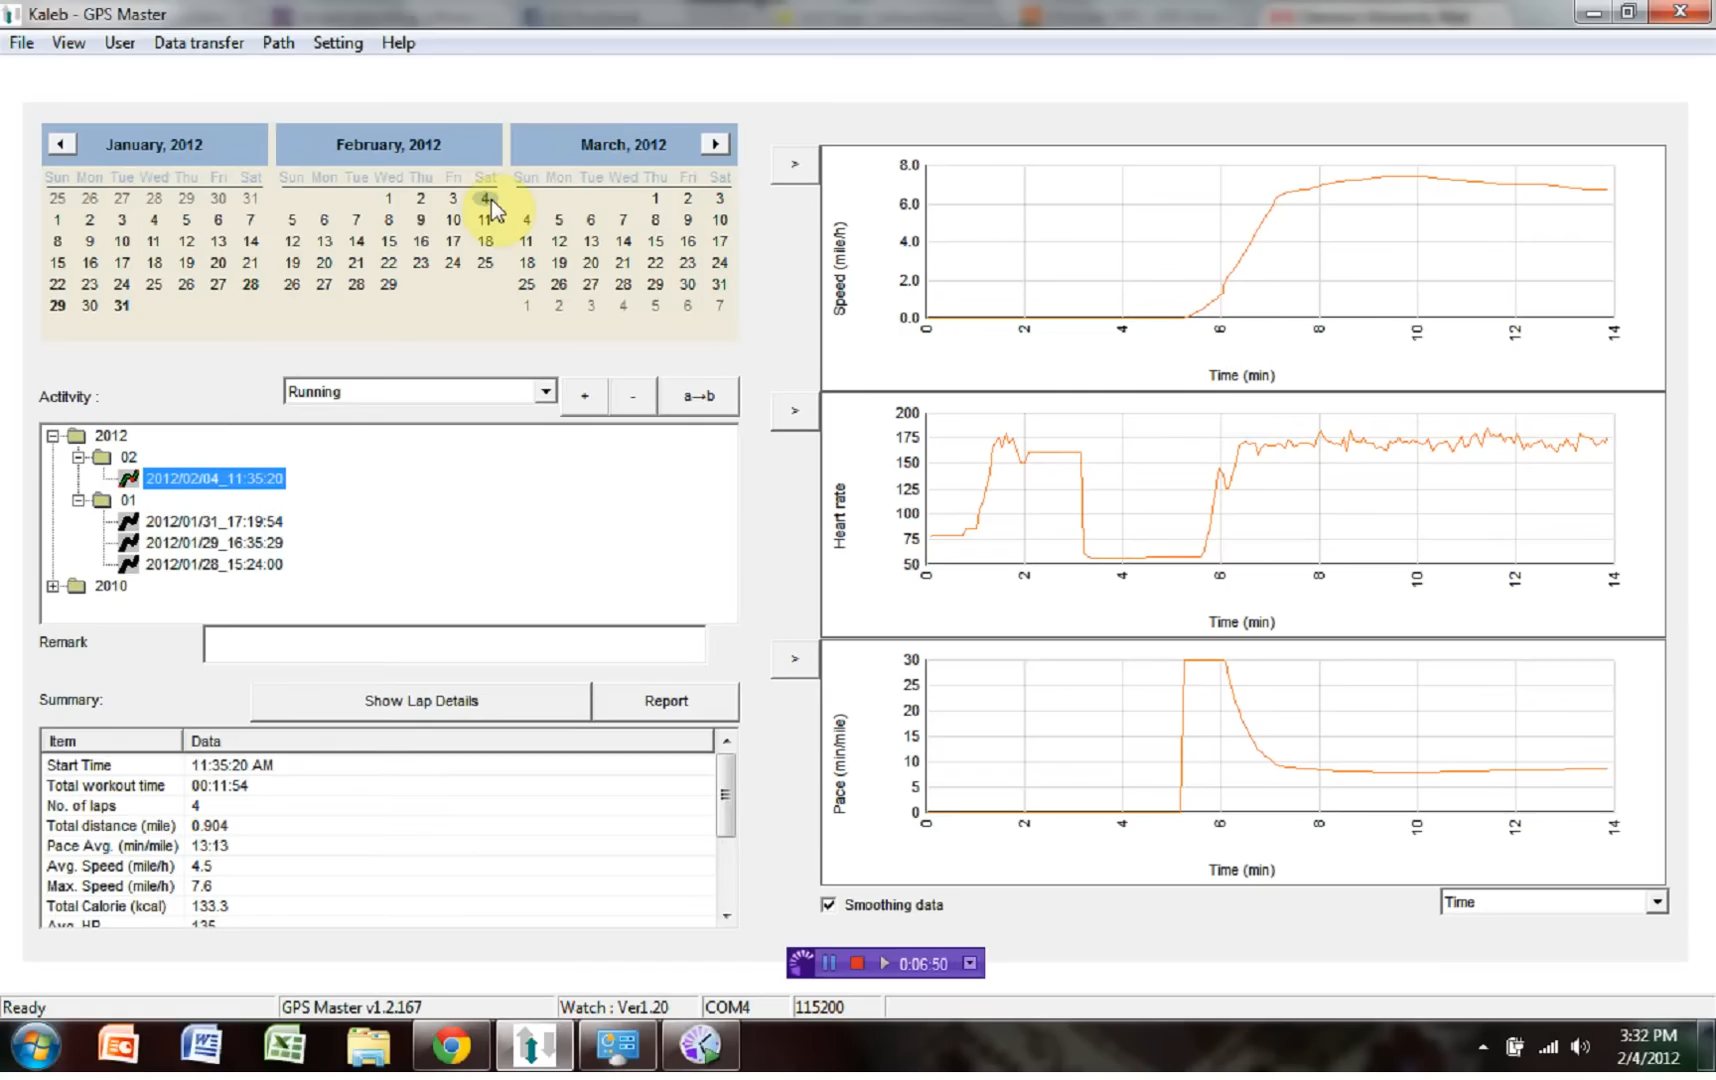 Kaleb - GPS Master
File View User Data transfer Path Setting Help
January, 2012 February, 2012 March, 2012
Sun Mon Tue Wed Thu Fri Sat Sun Mon Tue Wed Thu Fri Sat Sun Mon Tue Wed Thu Fri Sat
25 26 27 28 29 30 31 1 2 3 4 1 2 3
1 2 3 4 5 6 7 5 6 7 8 9 10 11 4 5 6 7 8 9 10
8 9 10 11 12 13 14 12 13 14 15 16 17 18 11 12 13 14 15 16 17
15 16 17 18 19 20 21 19 20 21 22 23 24 25 18 19 20 21 22 23 24
22 23 24 25 26 27 28 26 27 28 29 25 26 27 28 29 30 31
29 30 31 1 2 3 4 5 6 7
Actitvity : Running + - a→b
2012
02
2012/02/04_11:35:20
01
2012/01/31_17:19:54
2012/01/29_16:35:29
2012/01/28_15:24:00
2010
Remark
Summary: Show Lap Details Report
Item Data
Start Time 11:35:20 AM
Total workout time 00:11:54
No. of laps 4
Total distance (mile) 0.904
Pace Avg. (min/mile) 13:13
Avg. Speed (mile/h) 4.5
Max. Speed (mile/h) 7.6
Total Calorie (kcal) 133.3
Avg. HR 135
>
Speed (mile/h)
8.0
6.0
4.0
2.0
0.0
0 2 4 6 8 10 12 14
Time (min)
>
Heart rate
200
175
150
125
100
75
50
0 2 4 6 8 10 12 14
Time (min)
>
Pace (min/mile)
30
25
20
15
10
5
0
0 2 4 6 8 10 12 14
Time (min)
Smoothing data Time
0:06:50
Ready GPS Master v1.2.167 Watch : Ver1.20 COM4 115200
3:32 PM
2/4/2012